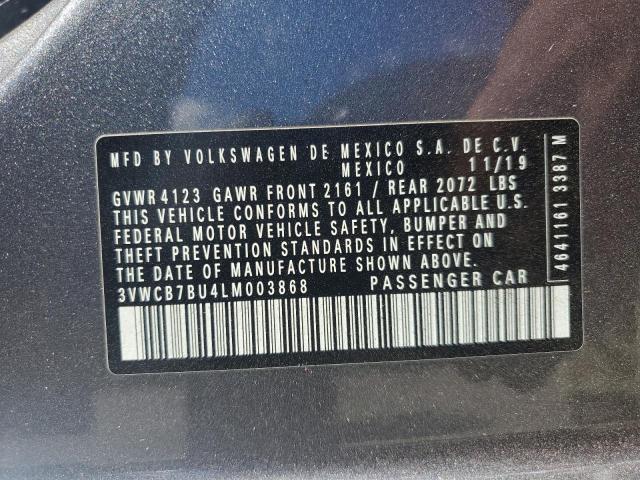 MFD BY VOLKSWAGEN DE MEXICO S.A. DE C.V.
MEXICO 11/19
GVWR 4123 GAWR FRONT 2161 / REAR 2072 LBS
THIS VEHICLE CONFORMS TO ALL APPLICABLE U.S.
FEDERAL MOTOR VEHICLE SAFETY, BUMPER AND
THEFT PREVENTION STANDARDS IN EFFECT ON
THE DATE OF MANUFACTURE SHOWN ABOVE.
3VWCB7BU4LM003868 PASSENGER CAR
4641161 3387 M